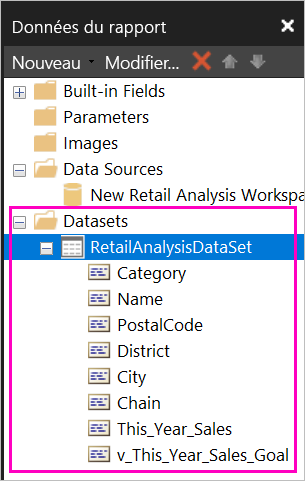 Données du rapport
Nouveau Modifier...
Built-in Fields
Parameters
Images
Data Sources
New Retail Analysis Workspa
Datasets
RetailAnalysisDataSet
Category
Name
PostalCode
District
City
Chain
This_Year_Sales
v_This_Year_Sales_Goal